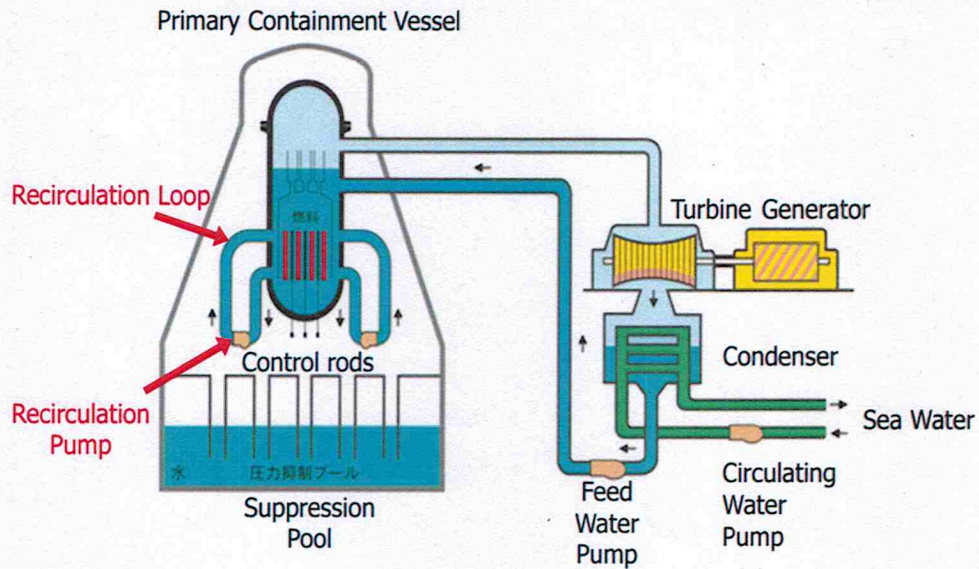 Primary Containment Vessel
Recirculation Loop
燃料
Turbine Generator
Control rods
Condenser
Recirculation
Pump
Sea Water
水
圧力抑制プール
Suppression
Pool
Feed
Water
Pump
Circulating
Water
Pump